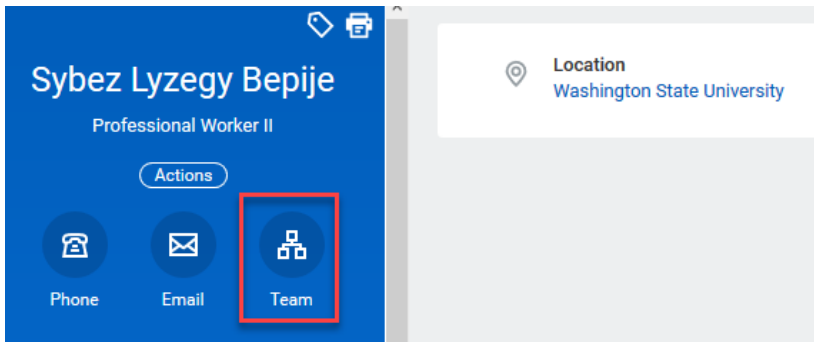 Sybez Lyzegy Bepije
Professional Worker II
Actions
Phone
Email
Team
Location
Washington State University